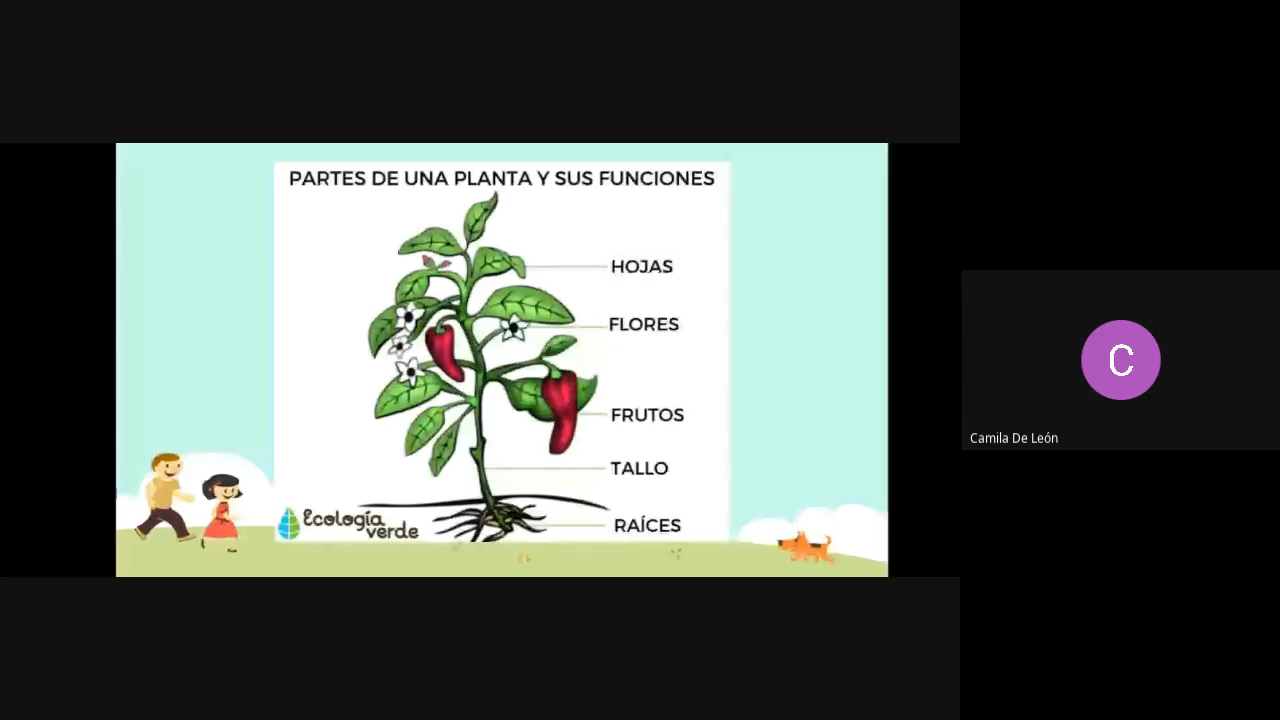 PARTES DE UNA PLANTA Y SUS FUNCIONES
HOJAS
FLORES
FRUTOS
TALLO
RAÍCES
Ecología
verde
C
Camila De León